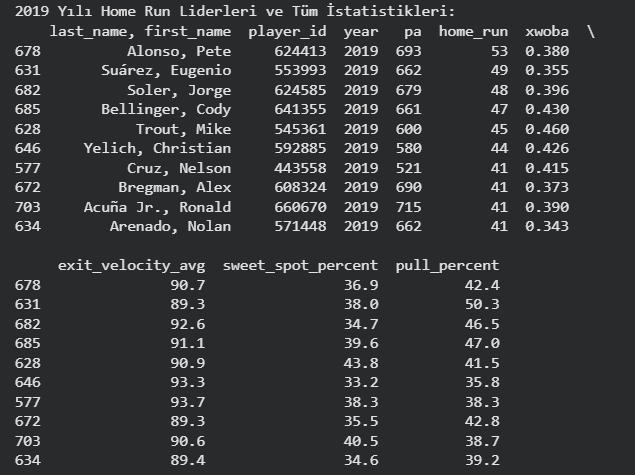 2019 Yılı Home Run Liderleri ve Tüm İstatistikleri:
last_name, first_name player_id year pa home_run xwoba \
678 Alonso, Pete 624413 2019 693 53 0.380
631 Suárez, Eugenio 553993 2019 662 49 0.355
682 Soler, Jorge 624585 2019 679 48 0.396
685 Bellinger, Cody 641355 2019 661 47 0.430
628 Trout, Mike 545361 2019 600 45 0.460
646 Yelich, Christian 592885 2019 580 44 0.426
577 Cruz, Nelson 443558 2019 521 41 0.415
672 Bregman, Alex 608324 2019 690 41 0.373
703 Acuña Jr., Ronald 660670 2019 715 41 0.390
634 Arenado, Nolan 571448 2019 662 41 0.343
exit_velocity_avg sweet_spot_percent pull_percent
678 90.7 36.9 42.4
631 89.3 38.0 50.3
682 92.6 34.7 46.5
685 91.1 39.6 47.0
628 90.9 43.8 41.5
646 93.3 33.2 35.8
577 93.7 38.3 38.3
672 89.3 35.5 42.8
703 90.6 40.5 38.7
634 89.4 34.6 39.2